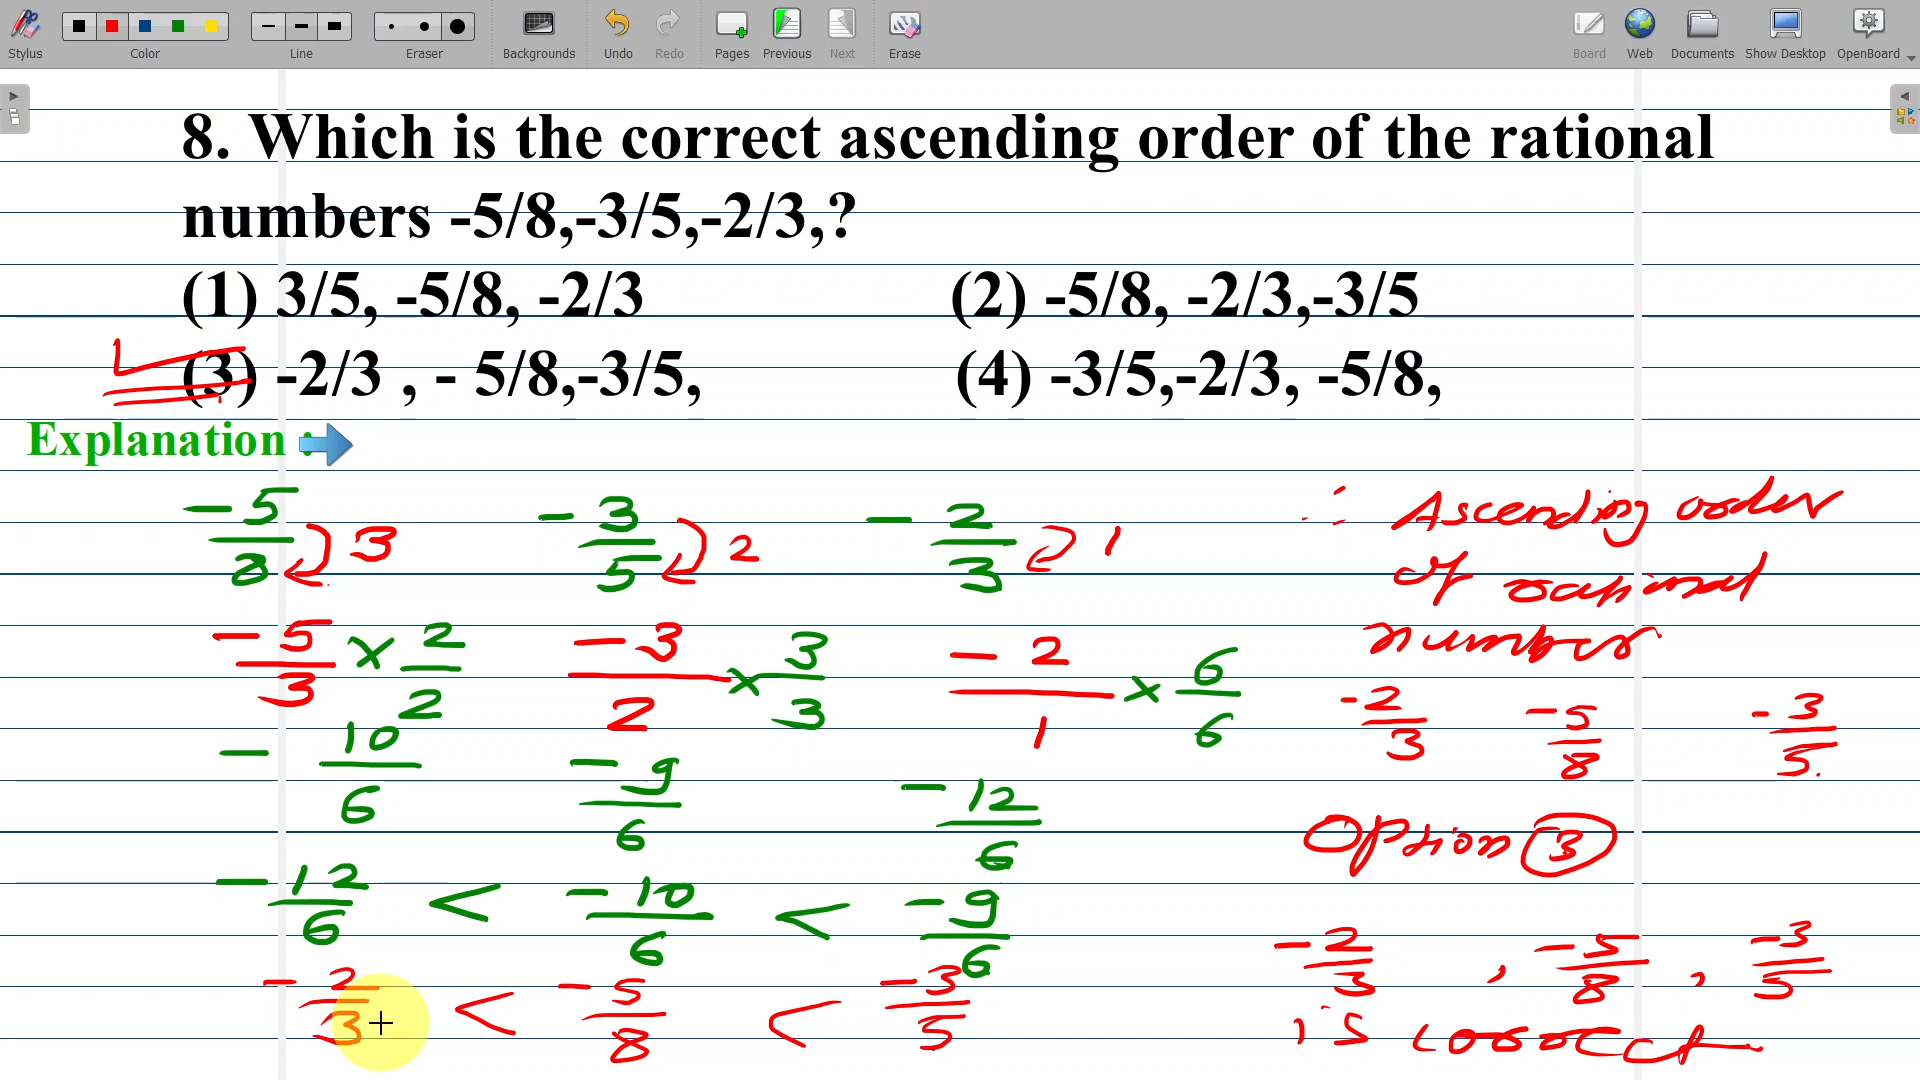 Stylus Color Line Eraser Backgrounds Undo Redo Pages Previous Next Erase Board Web Documents Show Desktop OpenBoard
8. Which is the correct ascending order of the rational
numbers -5/8,-3/5,-2/3,?
(1) 3/5, -5/8, -2/3 (2) -5/8, -2/3,-3/5
(3) -2/3 , - 5/8,-3/5, (4) -3/5,-2/3, -5/8,
Explanation :
-5/8 3 -3/5 2 -2/3 1
-5/3 × 2/2 -3/2 × 3/3 -2/1 × 6/6
-10/6 -9/6 -12/6
-12/6 < -10/6 < -9/6
-2/3 < -5/8 < -3/5
∴ Ascending order
of rational
number
-2/3 -5/8 -3/5.
Option 3
-2/3 , -5/8 , -3/5
is correct